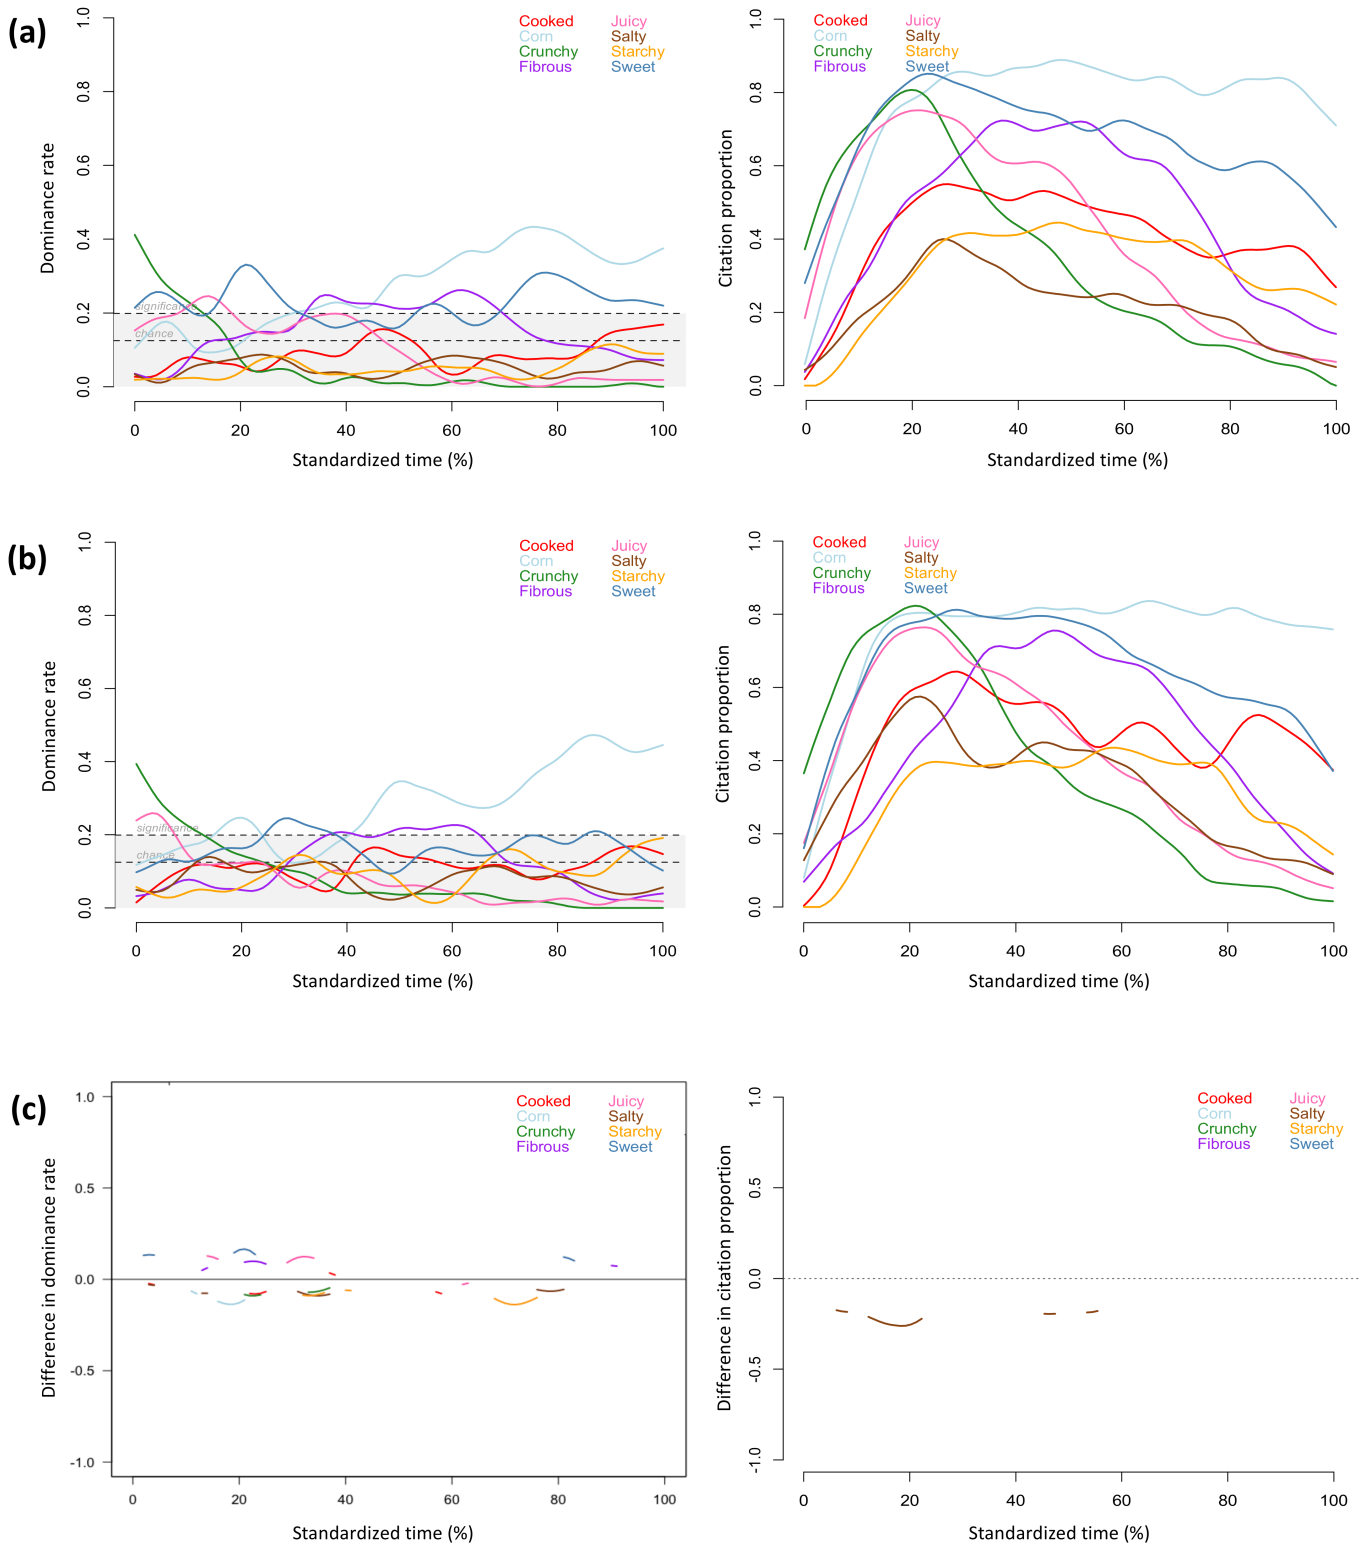 (a)
Dominance rate
0.0 0.2 0.4 0.6 0.8 1.0
Cooked Juicy
Corn Salty
Crunchy Starchy
Fibrous Sweet
significance
chance
0 20 40 60 80 100
Standardized time (%)
Citation proportion
0.0 0.2 0.4 0.6 0.8 1.0
Cooked Juicy
Corn Salty
Crunchy Starchy
Fibrous Sweet
0 20 40 60 80 100
Standardized time (%)
(b)
Dominance rate
0.0 0.2 0.4 0.6 0.8 1.0
Cooked Juicy
Corn Salty
Crunchy Starchy
Fibrous Sweet
significance
chance
0 20 40 60 80 100
Standardized time (%)
Citation proportion
0.0 0.2 0.4 0.6 0.8 1.0
Cooked Juicy
Corn Salty
Crunchy Starchy
Fibrous Sweet
0 20 40 60 80 100
Standardized time (%)
(c)
Difference in dominance rate
1.0
0.5
0.0
-0.5
-1.0
Cooked Juicy
Corn Salty
Crunchy Starchy
Fibrous Sweet
0 20 40 60 80 100
Standardized time (%)
Difference in citation proportion
-1.0 -0.5 0.0 0.5 1.0
Cooked Juicy
Corn Salty
Crunchy Starchy
Fibrous Sweet
0 20 40 60 80 100
Standardized time (%)